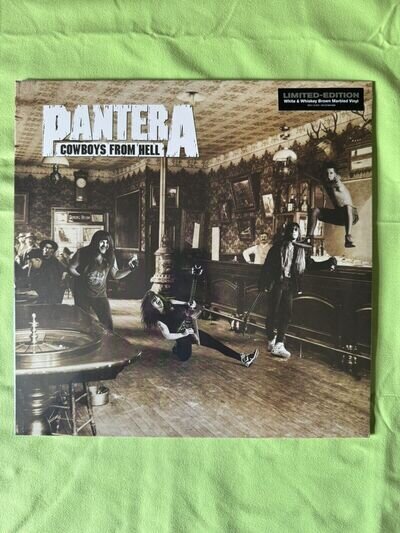 PANTERA
COWBOYS FROM HELL
LIMITED-EDITION
White & Whiskey Brown Marbled Vinyl